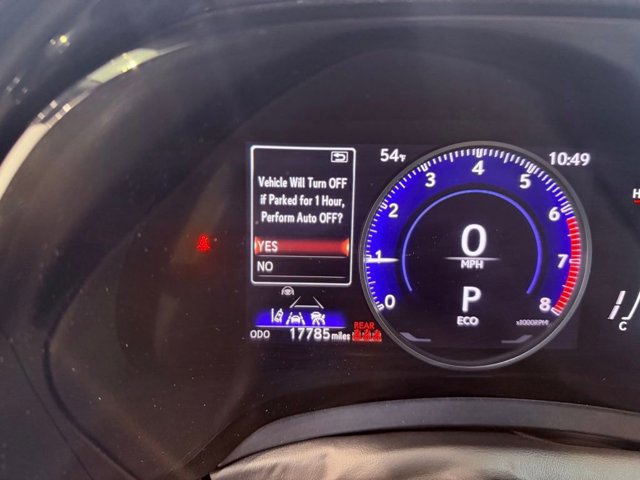 54°F
10:49
Vehicle Will Turn OFF
if Parked for 1 Hour,
Perform Auto OFF?
YES
NO
ODO 17785 miles
REAR
0
1
2
3
4
5
6
7
8
0
MPH
P
ECO
x1000RPM
H
C